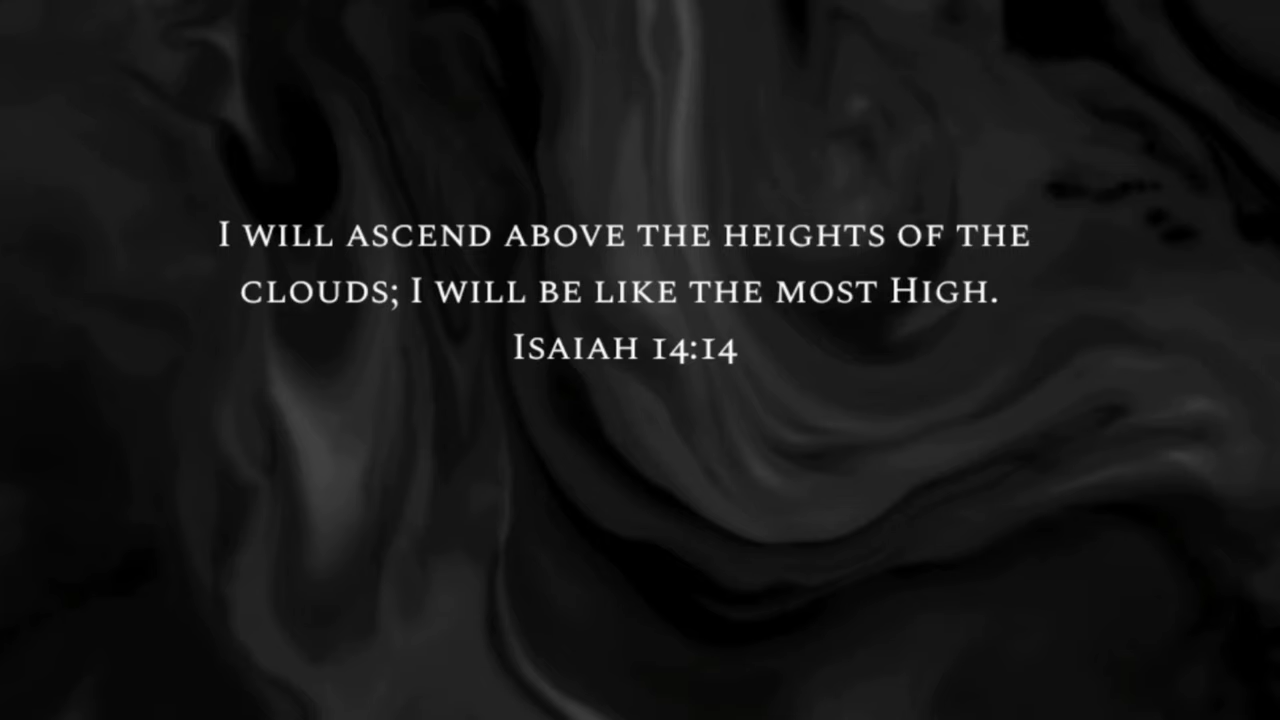 I will ascend above the heights of the
clouds; I will be like the most High.
Isaiah 14:14